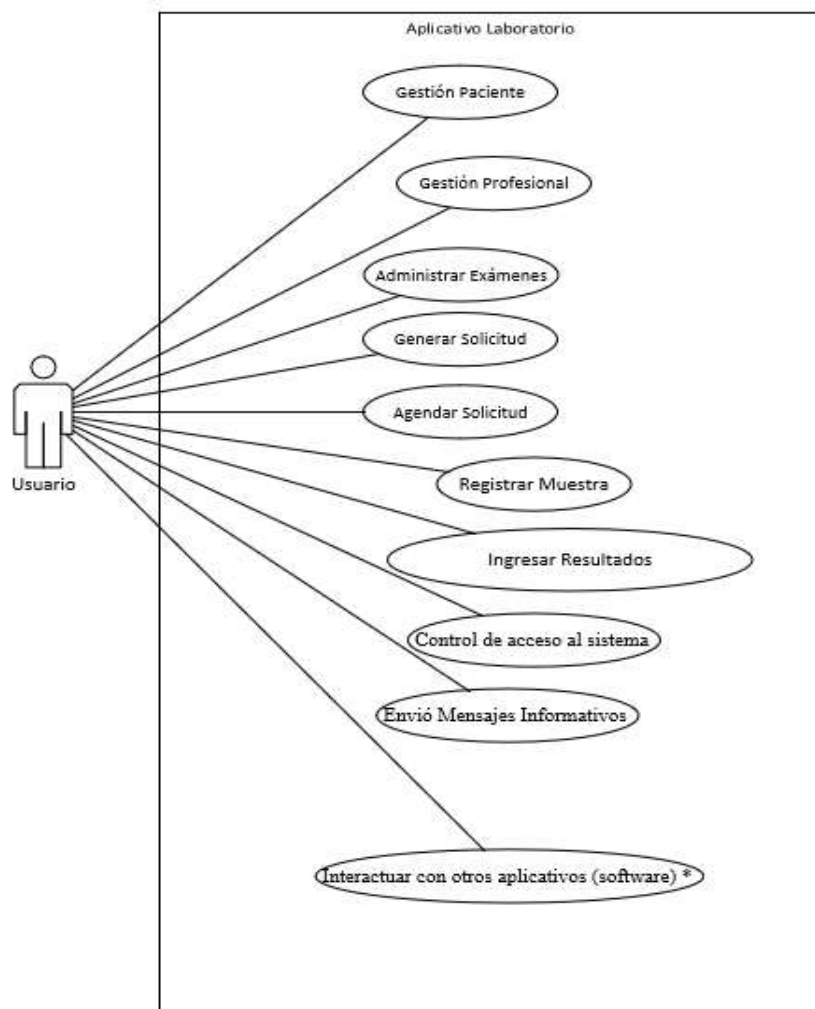 Aplicativo Laboratorio
Gestión Paciente
Gestión Profesional
Administrar Exámenes
Generar Solicitud
Agendar Solicitud
Registrar Muestra
Usuario
Ingresar Resultados
Control de acceso al sistema
Envió Mensajes Informativos
Interactuar con otros aplicativos (software) *